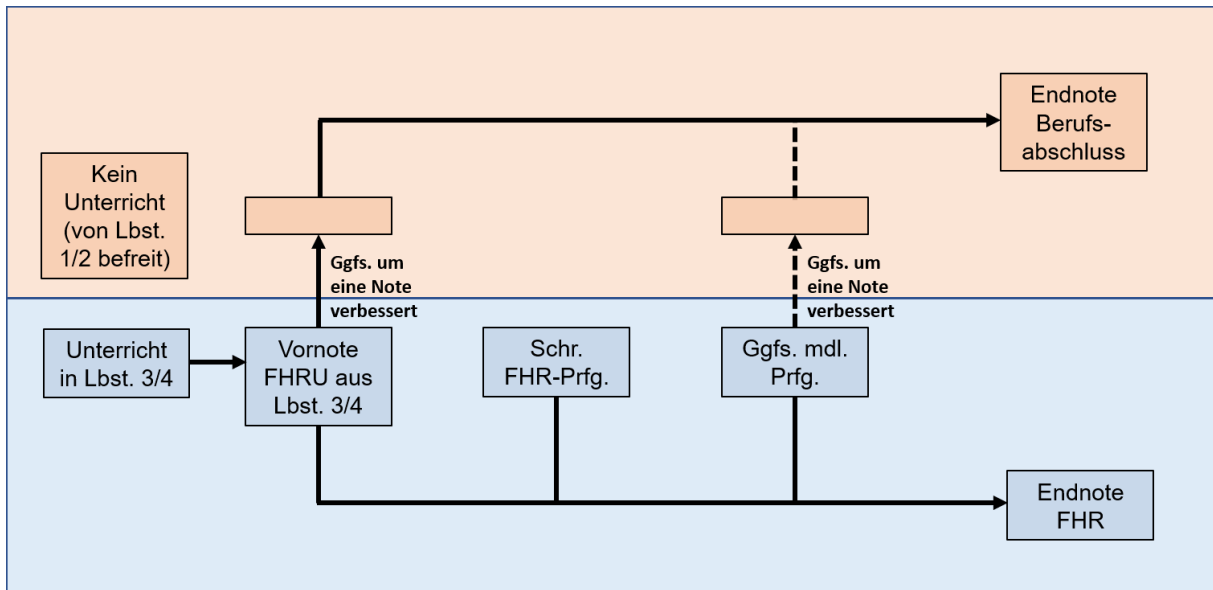 Endnote
Berufs-
abschluss
Kein
Unterricht
(von Lbst.
1/2 befreit)
Ggfs. um
eine Note
verbessert
Ggfs. um
eine Note
verbessert
Unterricht
in Lbst. 3/4
Vornote
FHRU aus
Lbst. 3/4
Schr.
FHR-Prfg.
Ggfs. mdl.
Prfg.
Endnote
FHR